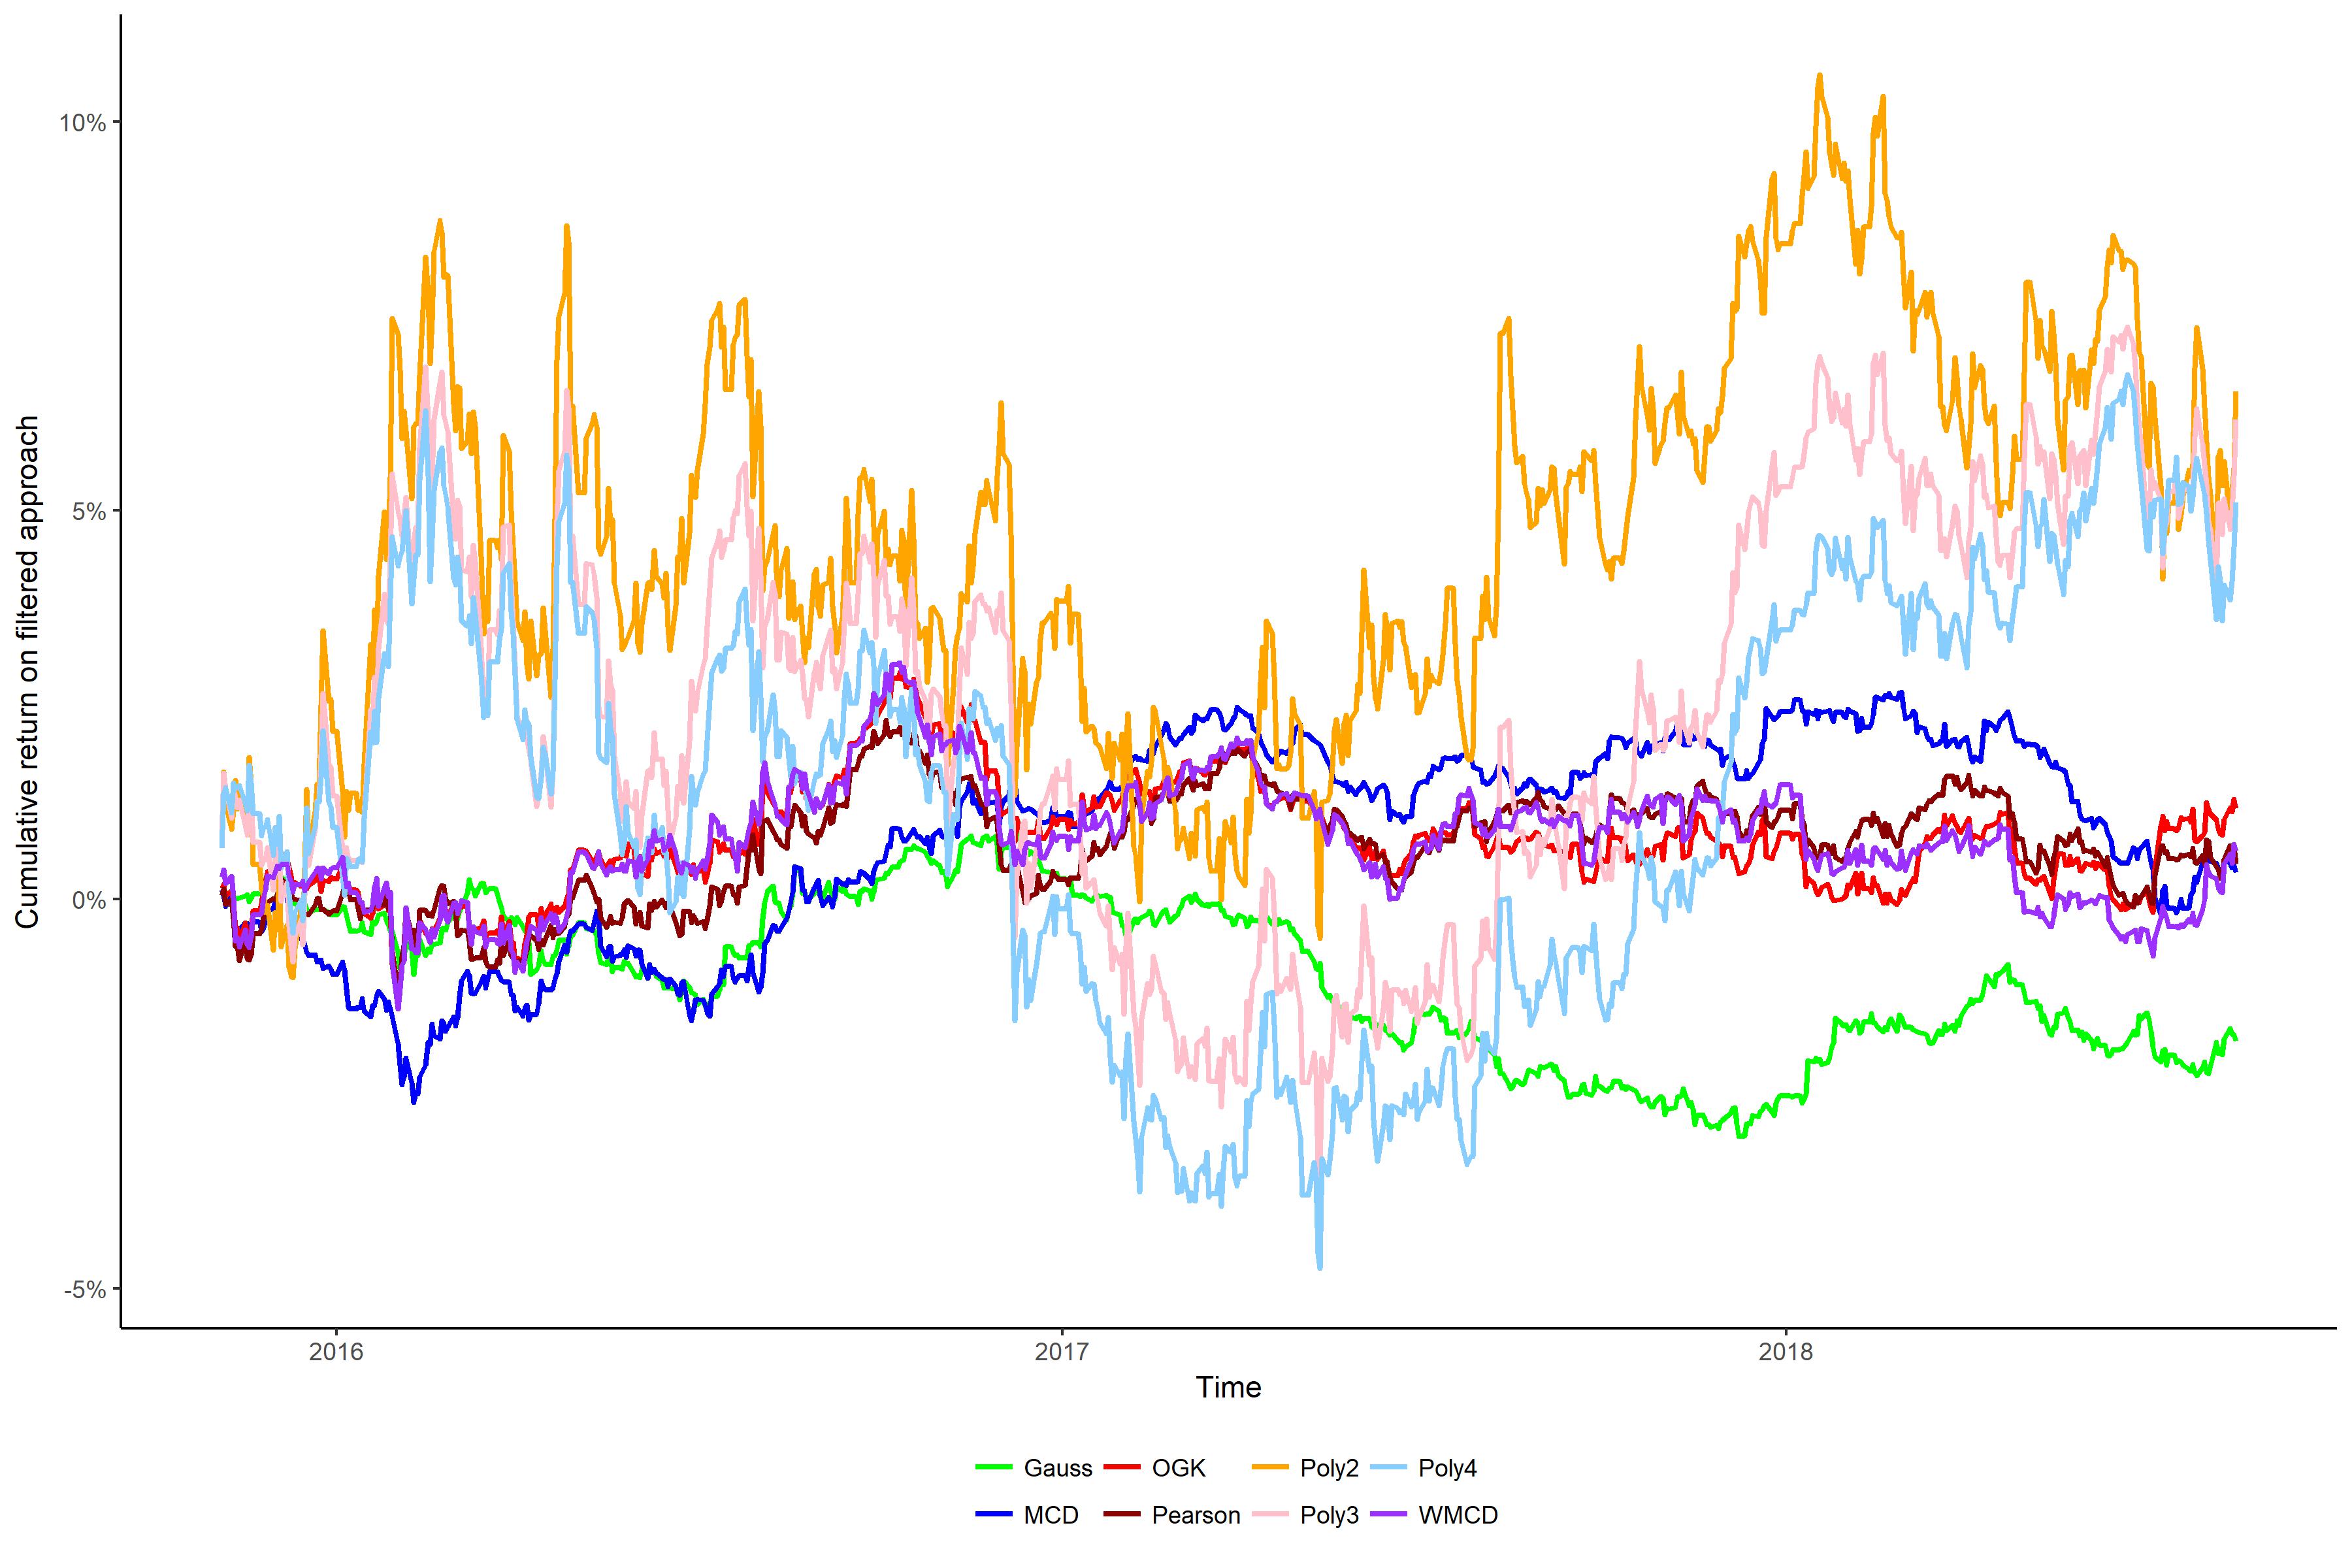 Cumulative return on filtered approach
10%
5%
0%
-5%
2016 2017 2018
Time
Gauss OGK Poly2 Poly4
MCD Pearson Poly3 WMCD